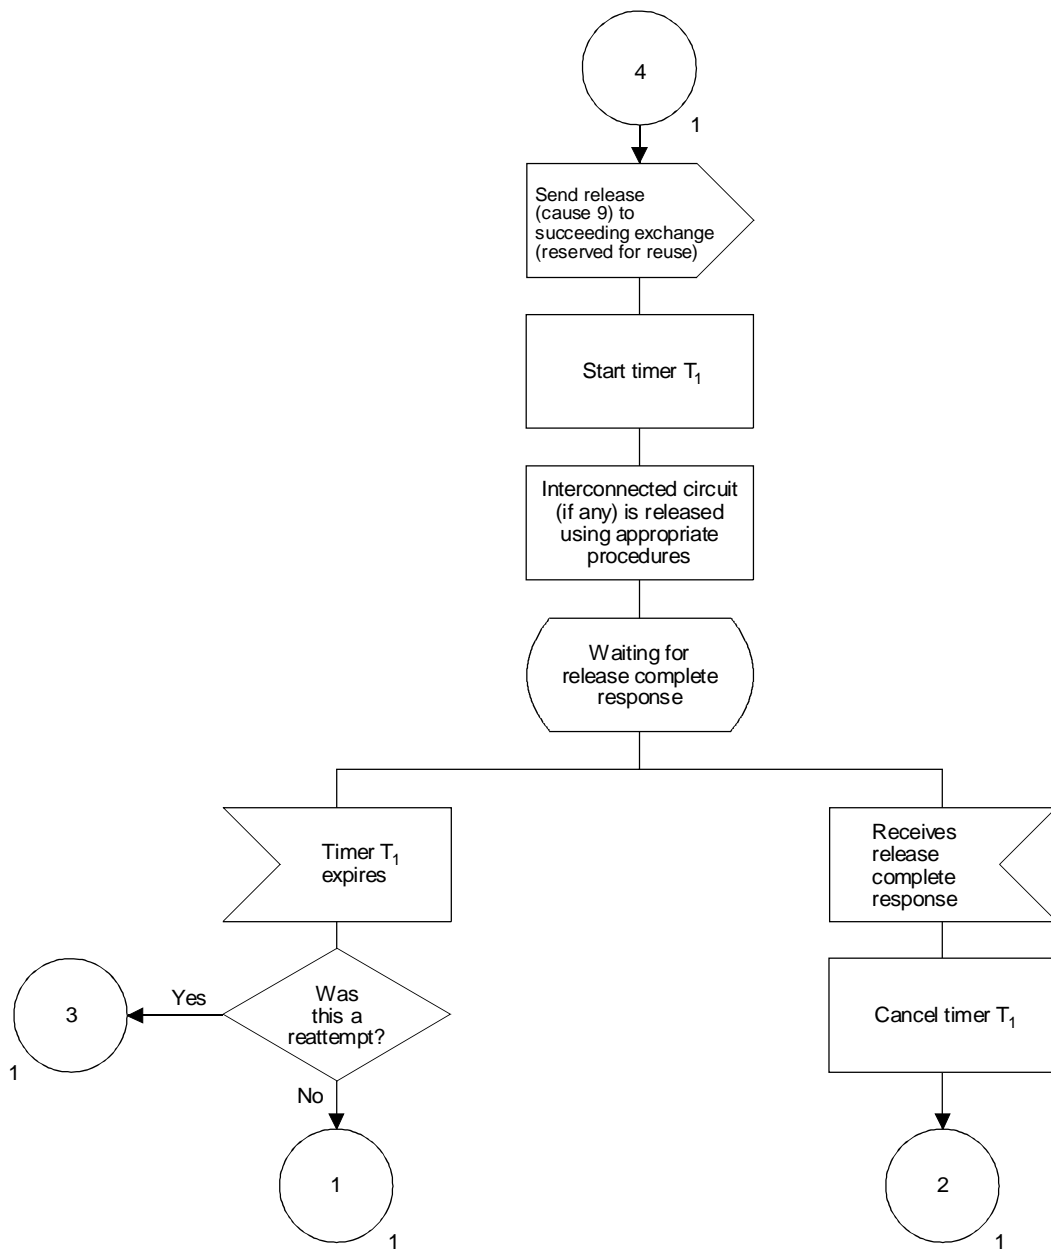 4
1
Send release
(cause 9) to
succeeding exchange
(reserved for reuse)
Start timer T₁
Interconnected circuit
(if any) is released
using appropriate
procedures
Waiting for
release complete
response
Timer T₁
expires
Receives
release
complete
response
Was
this a
reattempt?
Yes
3
1
No
Cancel timer T₁
1
1
2
1